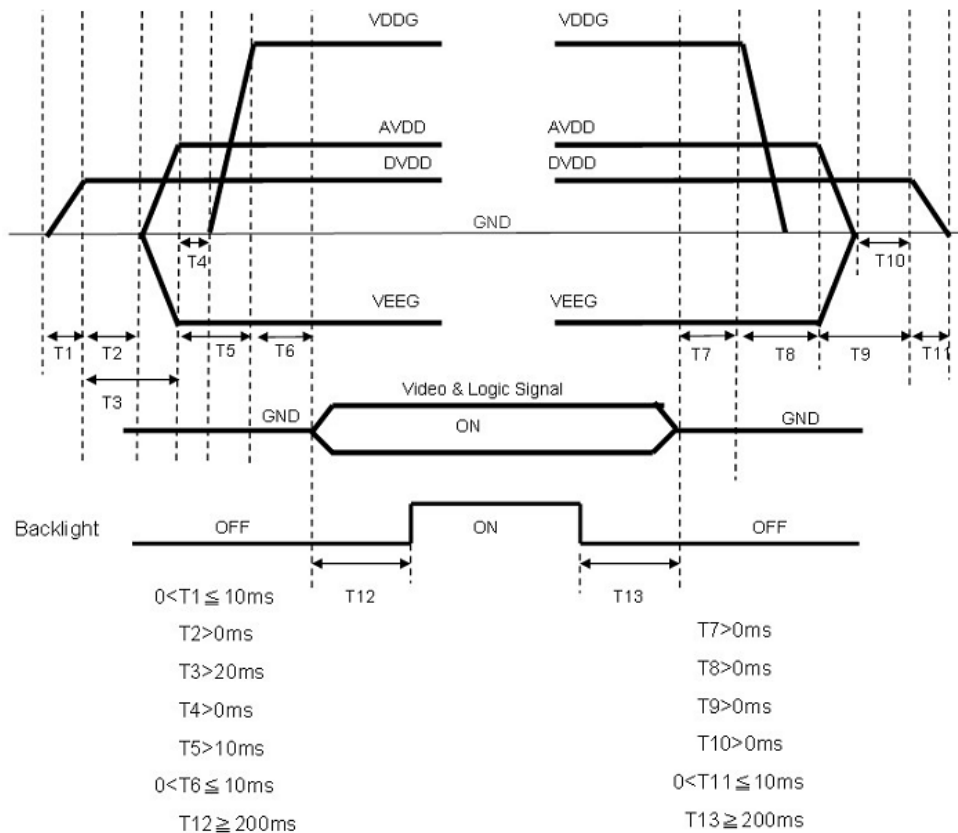 VDDG
VDDG
AVDD
AVDD
DVDD
DVDD
GND
T4
T10
VEEG
VEEG
T1
T2
T5
T6
T7
T8
T9
T11
T3
Video & Logic Signal
GND
ON
GND
Backlight
OFF
ON
OFF
T12
T13
0<T1≦10ms
T2>0ms
T3>20ms
T4>0ms
T5>10ms
0<T6≦10ms
T12≧200ms
T7>0ms
T8>0ms
T9>0ms
T10>0ms
0<T11≦10ms
T13≧200ms